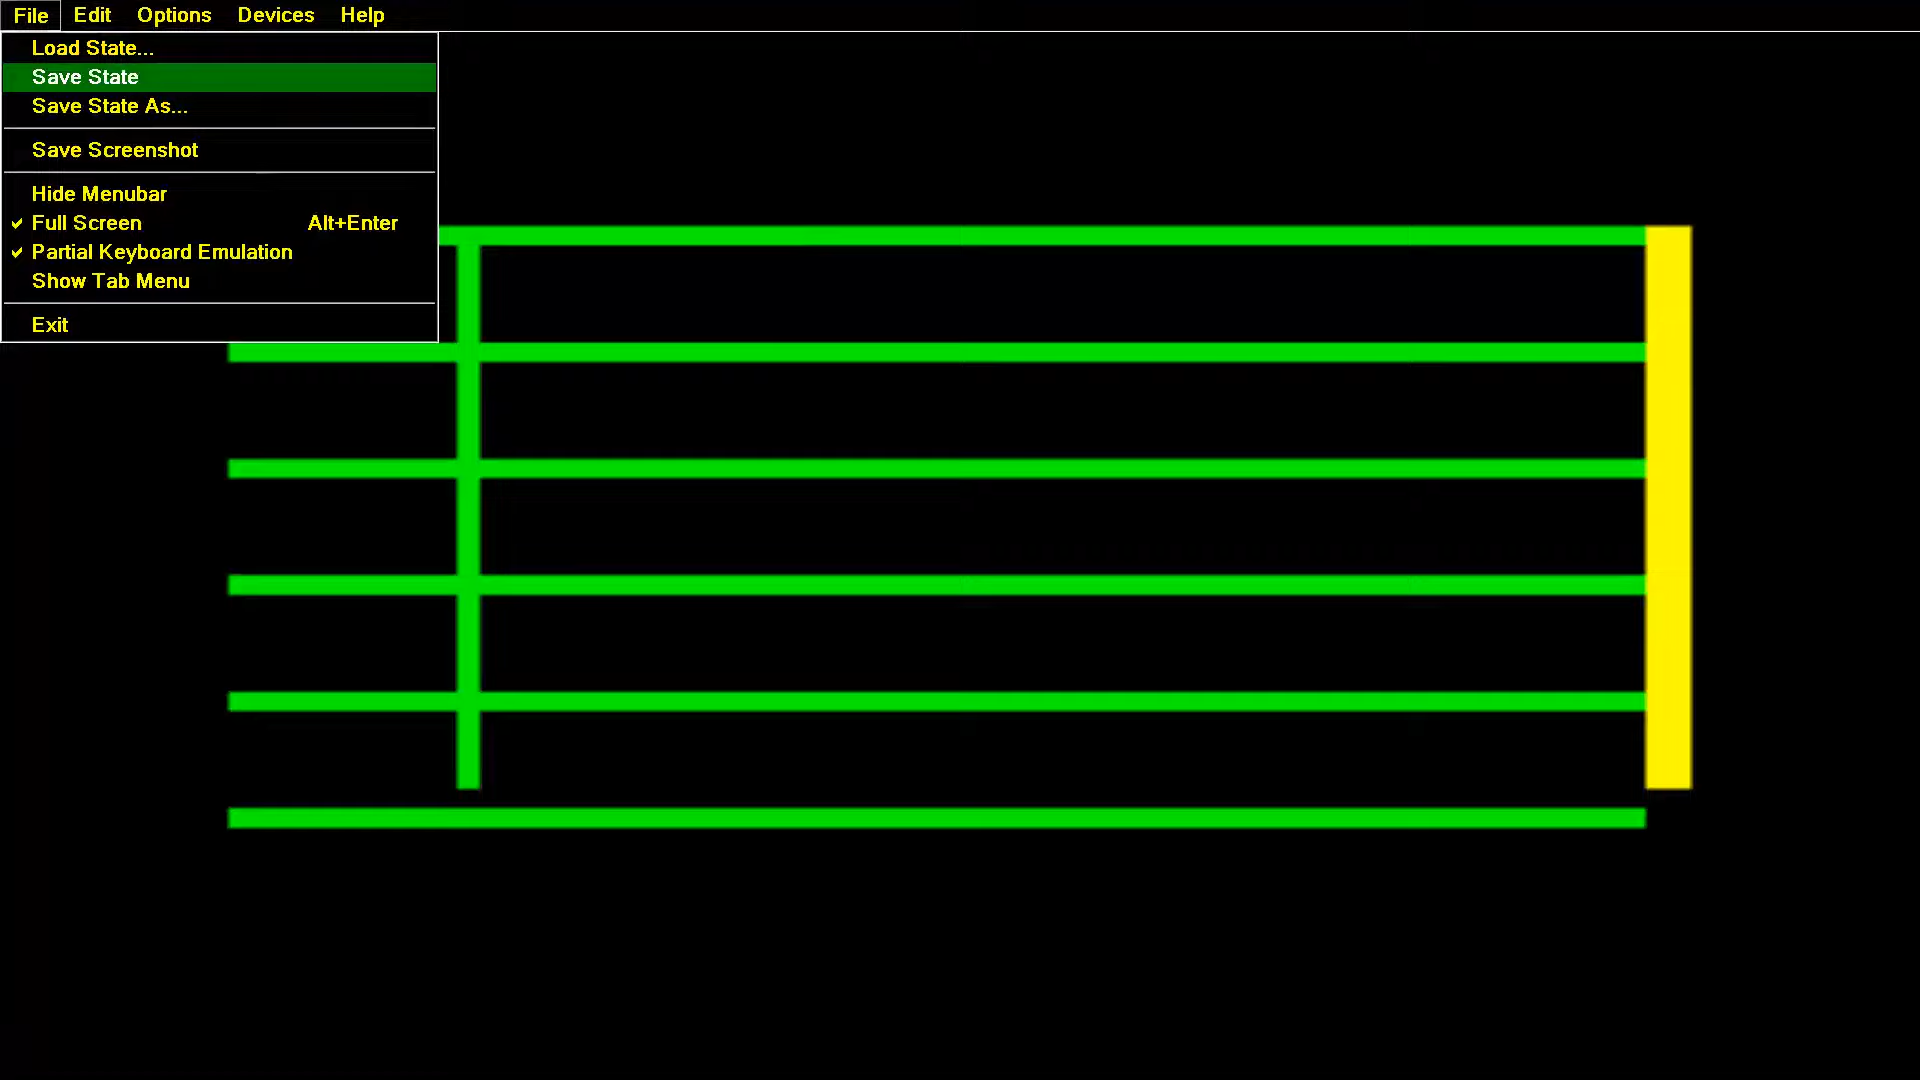 File Edit Options Devices Help
Load State...
Save State
Save State As...
Save Screenshot
Hide Menubar
Full Screen Alt+Enter
Partial Keyboard Emulation
Show Tab Menu
Exit